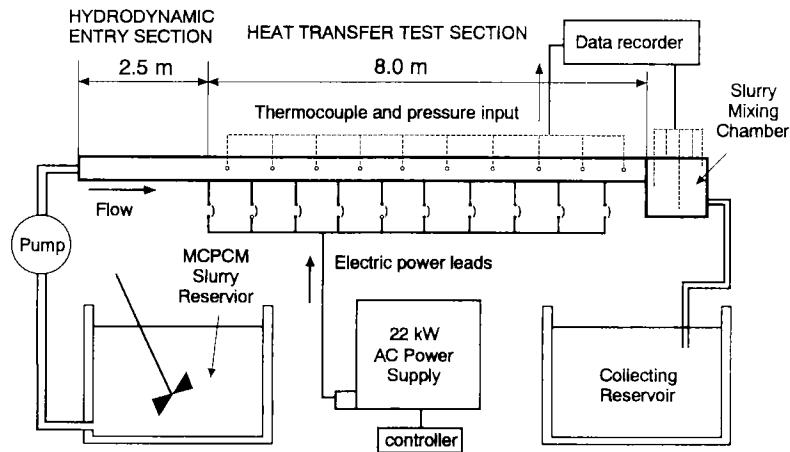 HYDRODYNAMIC
ENTRY SECTION
HEAT TRANSFER TEST SECTION
Data recorder
2.5 m
8.0 m
Slurry
Mixing
Chamber
Thermocouple and pressure input
Flow
Pump
MCPCM
Slurry
Reservior
Electric power leads
22 kW
AC Power
Supply
Collecting
Reservoir
controller